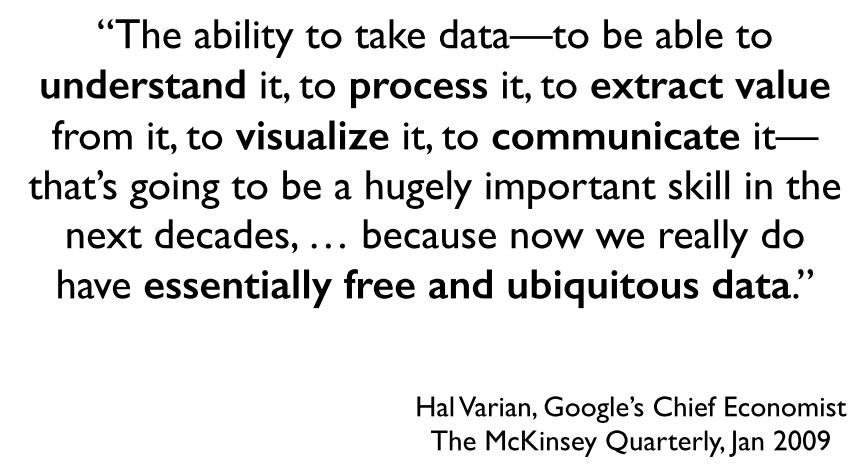 “The ability to take data—to be able to
understand it, to process it, to extract value
from it, to visualize it, to communicate it—
that’s going to be a hugely important skill in the
next decades, … because now we really do
have essentially free and ubiquitous data.”
Hal Varian, Google’s Chief Economist
The McKinsey Quarterly, Jan 2009